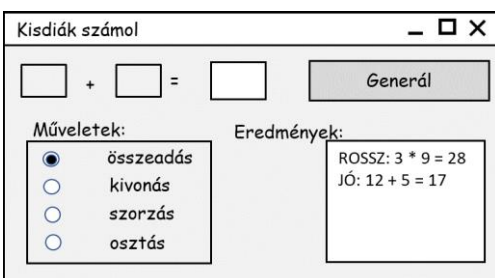 Kisdiák számol
+ =
Generál
Műveletek:
összeadás
kivonás
szorzás
osztás
Eredmények:
ROSSZ: 3 * 9 = 28
JÓ: 12 + 5 = 17